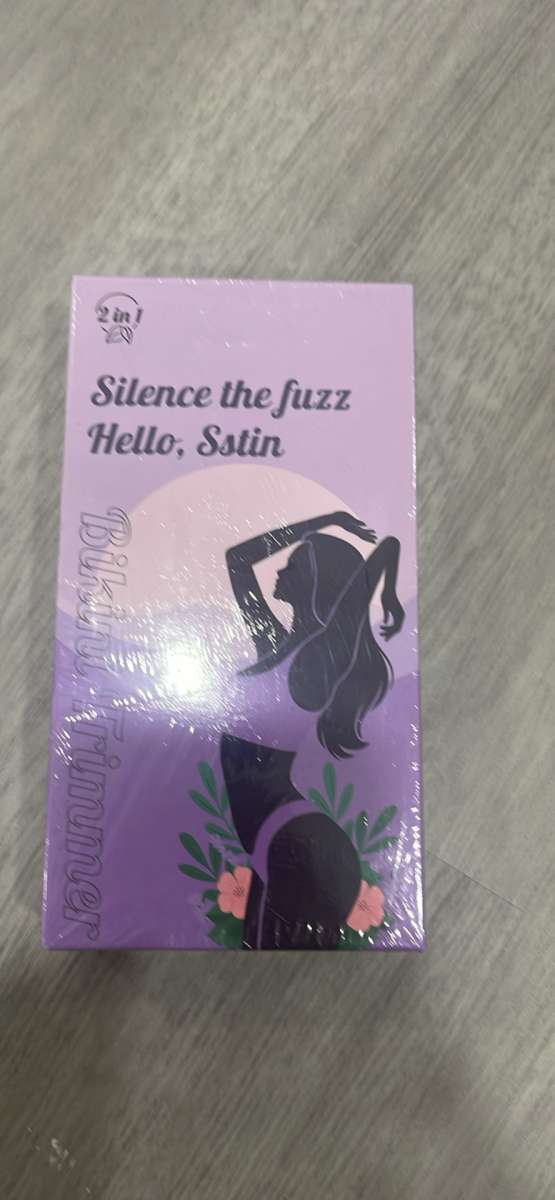 2 in 1
Silence the fuzz
Hello, Sstin
Bikini Trimmer